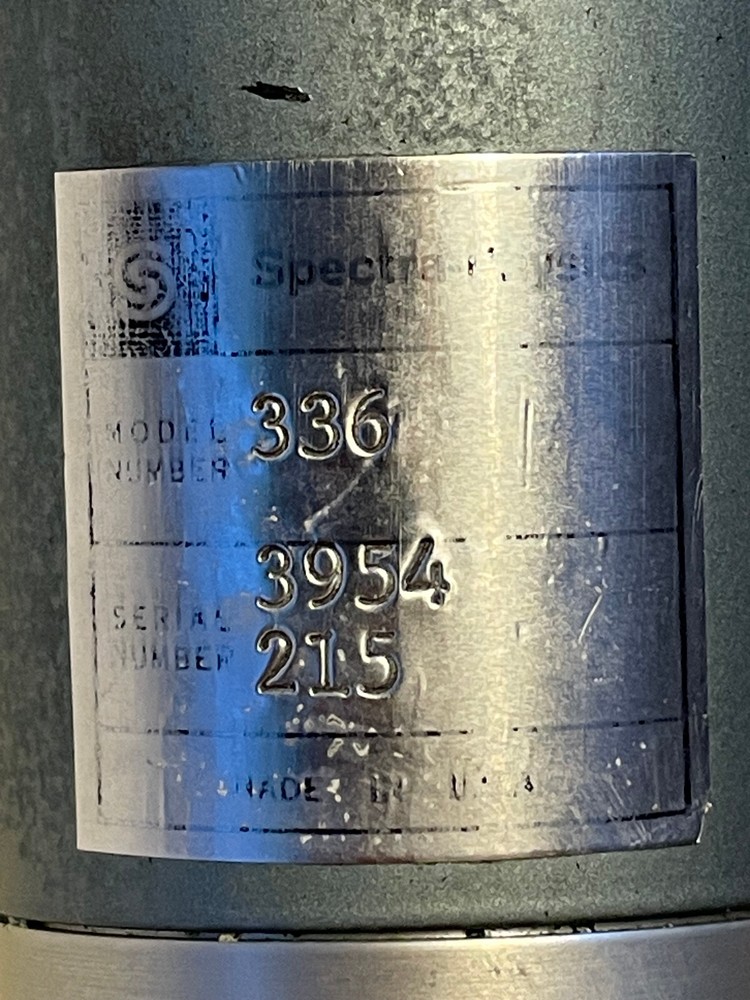 Spectra-Physics
MODEL NUMBER 336
3954
SERIAL NUMBER 215
MADE IN U.S.A.